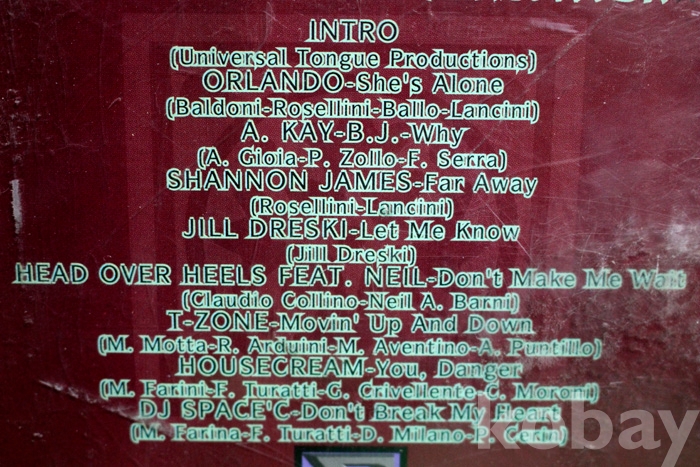 INTRO
(Universal Tongue Productions)
ORLANDO-She's Alone
(Baldoni-Rosellini-Ballo-Lancini)
A. KAY-B.J.-Why
(A. Gioia-P. Zollo-F. Serra)
SHANNON JAMES-Far Away
(Rosellini-Lancini)
JILL DRESKI-Let Me Know
(Jill Dreski)
HEAD OVER HEELS FEAT. NEIL-Don't Make Me Wait
(Claudio Collino-Neil A. Barni)
T-ZONE-Movin' Up And Down
(M. Motta-R. Arduini-M. Aventino-A. Puntillo)
HOUSECREAM-You, Danger
(M. Farini-F. Turatti-G. Crivellente-C. Moroni)
DJ SPACE'C-Don't Break My Heart
(M. Farina-F. Turatti-D. Milano-P. Cerin)
kebay